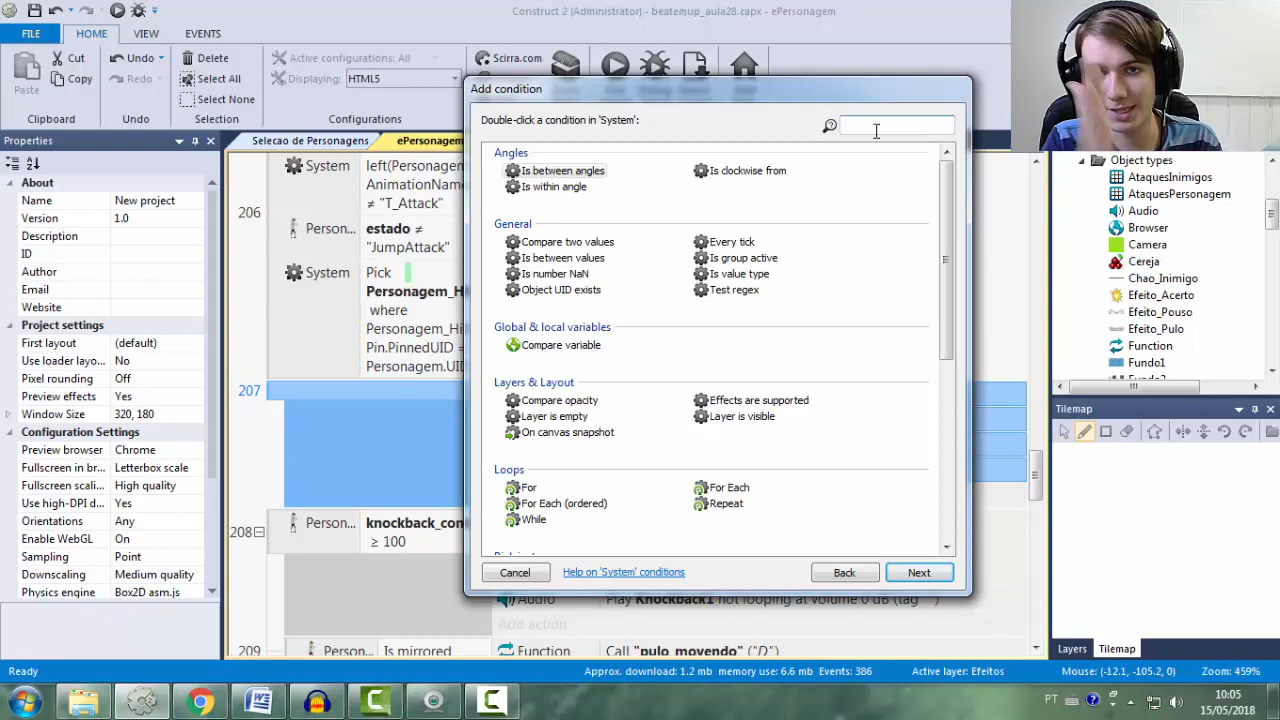 Construct 2 (Administrator) - beatemup_aula28.capx - ePersonagem
FILE HOME VIEW EVENTS
Paste
Cut
Copy
Clipboard
Undo
Redo
Undo
Delete
Select All
Select None
Selection
Active configurations: All
Displaying: HTML5
Configurations
Scirra.com
Properties
About
Name New project
Version 1.0
Description
ID
Author
Email
Website
Project settings
First layout (default)
Use loader layo... No
Pixel rounding Off
Preview effects Yes
Window Size 320, 180
Configuration Settings
Preview browser Chrome
Fullscreen in br... Letterbox scale
Fullscreen scali... High quality
Use high-DPI d... Yes
Orientations Any
Enable WebGL On
Sampling Point
Downscaling Medium quality
Physics engine Box2D asm.js
Selecao de Personagens ePersonagem
206
System left(Personagen
AnimationName
≠ "T_Attack"
Person... estado ≠
"JumpAttack"
System Pick
Personagem_Hi
where
Personagem_Hi
Pin.PinnedUID =
Personagem.UID
207
208 Person... knockback_con
≥ 100
Audio Play Knockback1 not looping at volume 0 dB (tag
Add action
209 Person... Is mirrored Function Call "pulo_movendo" ("D")
Add condition
Double-click a condition in 'System':
Angles
Is between angles Is clockwise from
Is within angle
General
Compare two values Every tick
Is between values Is group active
Is number NaN Is value type
Object UID exists Test regex
Global & local variables
Compare variable
Layers & Layout
Compare opacity Effects are supported
Layer is empty Layer is visible
On canvas snapshot
Loops
For For Each
For Each (ordered) Repeat
While
Cancel Help on 'System' conditions Back Next
Object types
AtaquesInimigos
AtaquesPersonagem
Audio
Browser
Camera
Cereja
Chao_Inimigo
Efeito_Acerto
Efeito_Pouso
Efeito_Pulo
Function
Fundo1
Tilemap
Layers Tilemap
Ready Approx. download: 1.2 mb memory use: 6.6 mb Events: 386 Active layer: Efeitos Mouse: (-12.1, -105.2, 0) Zoom: 459%
PT 10:05
15/05/2018